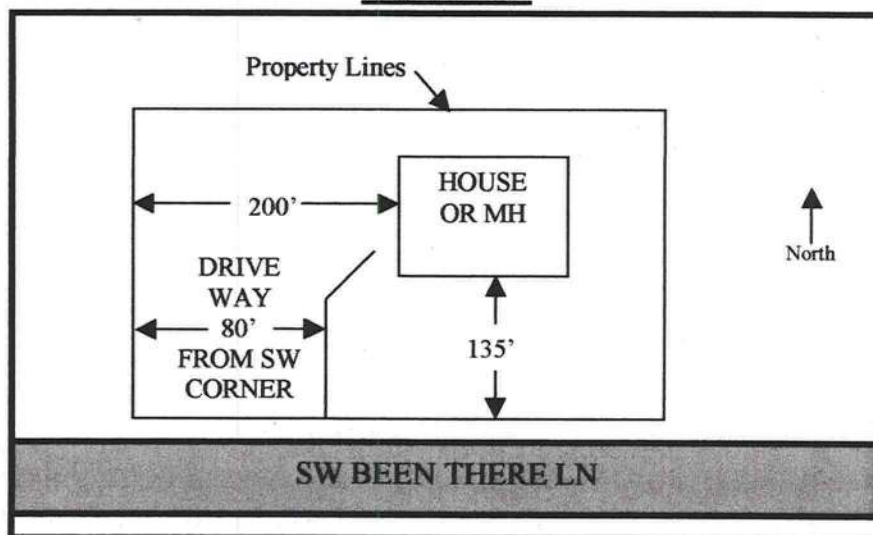 Property Lines
HOUSE
OR MH
200’
North
DRIVE
WAY
80’
FROM SW
CORNER
135’
SW BEEN THERE LN